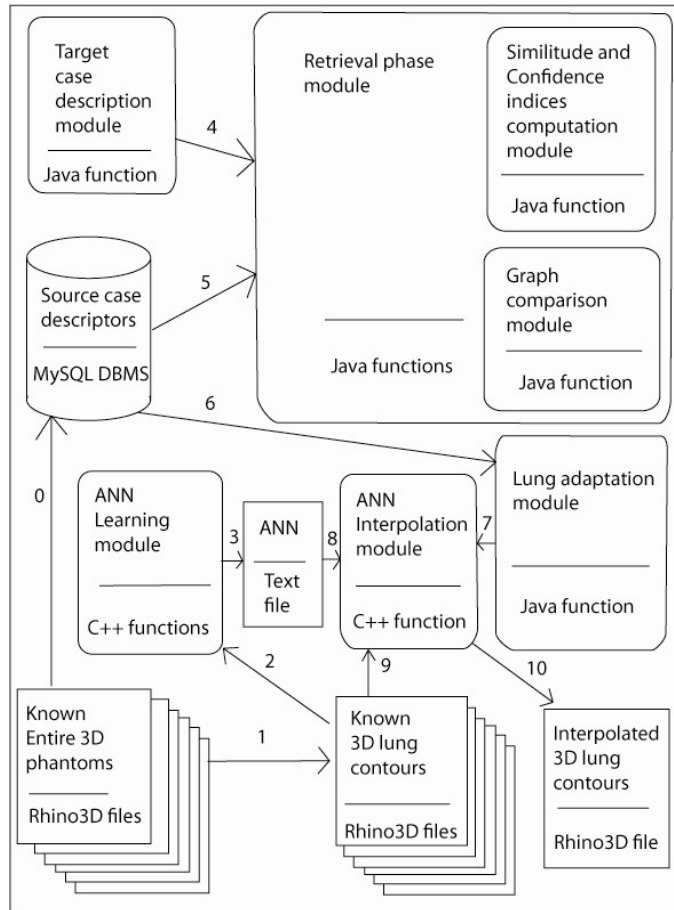 Target
case
description
module
Java function
4
Retrieval phase
module
Java functions
Similitude and
Confidence
indices
computation
module
Java function
Graph
comparison
module
Java function
Source case
descriptors
MySQL DBMS
5
6
0
ANN
Learning
module
C++ functions
3
ANN
Text
file
8
ANN
Interpolation
module
C++ function
7
Lung adaptation
module
Java function
2
9
10
Known
Entire 3D
phantoms
Rhino3D files
1
Known
3D lung
contours
Rhino3D files
Interpolated
3D lung
contours
Rhino3D file